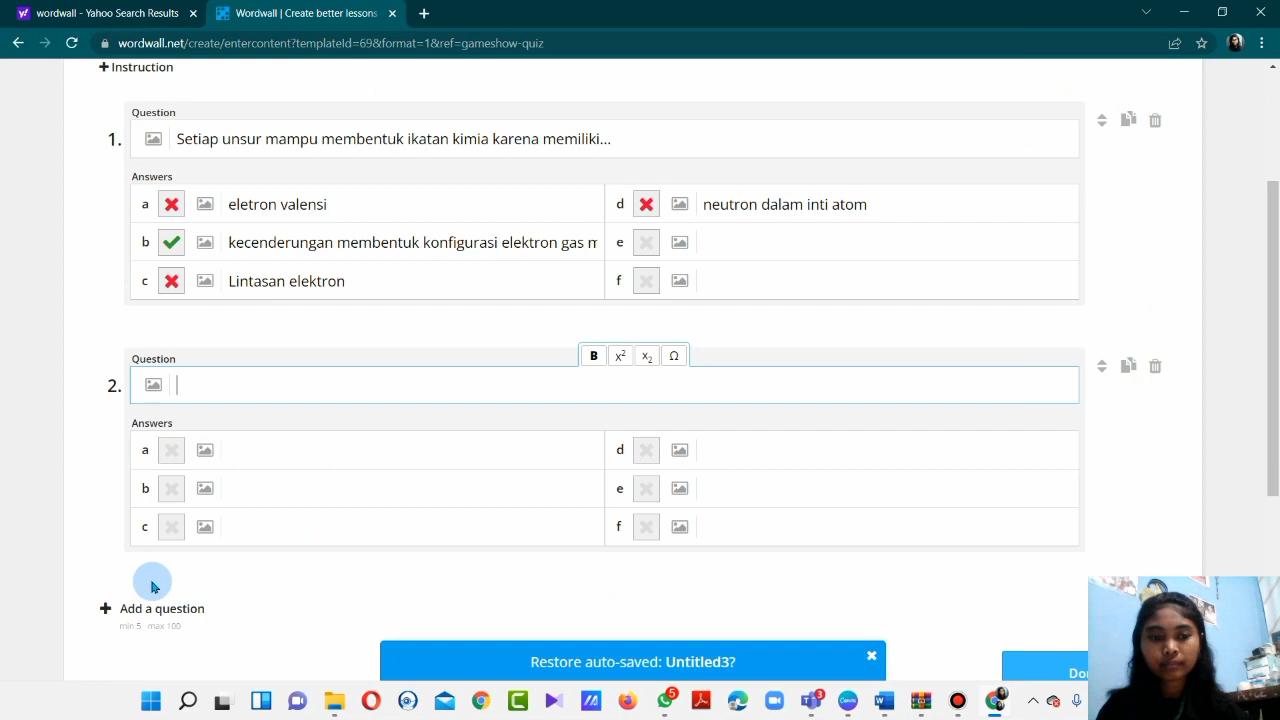 wordwall - Yahoo Search Results
Wordwall | Create better lessons
wordwall.net/create/entercontent?templateId=69&format=1&ref=gameshow-quiz
Instruction
Question
1.
Setiap unsur mampu membentuk ikatan kimia karena memiliki...
Answers
a
eletron valensi
d
neutron dalam inti atom
b
kecenderungan membentuk konfigurasi elektron gas m
e
c
Lintasan elektron
f
B x² x₂ Ω
Question
2.
Answers
a
d
b
e
c
f
Add a question
min 5 max 100
Restore auto-saved: Untitled3?
Do
5
3